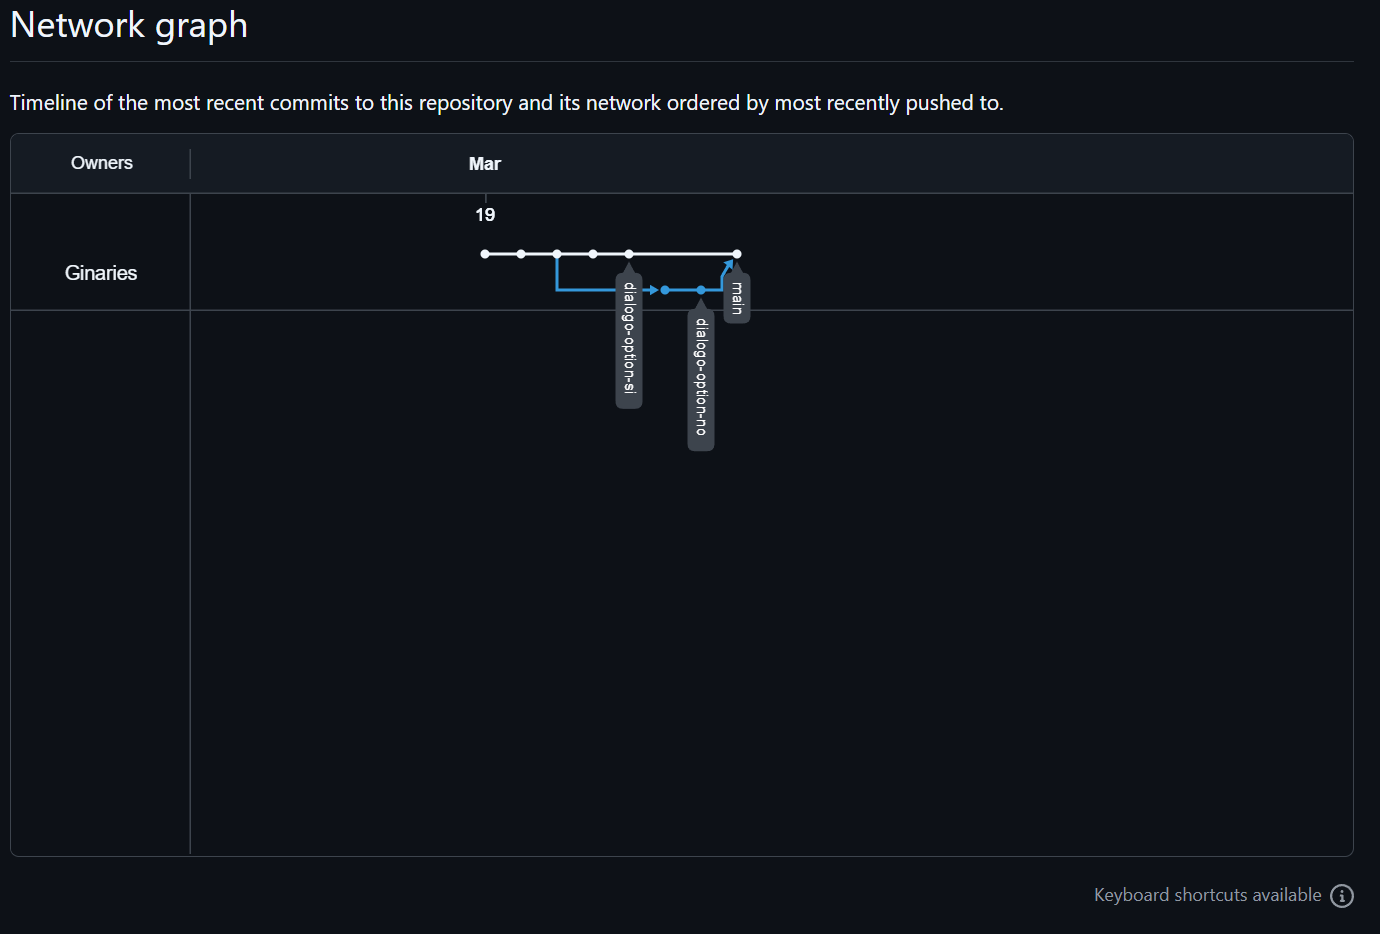 Network graph
Timeline of the most recent commits to this repository and its network ordered by most recently pushed to.
Owners
Mar
19
Ginaries
dialogo-option-si
dialogo-option-no
main
Keyboard shortcuts available